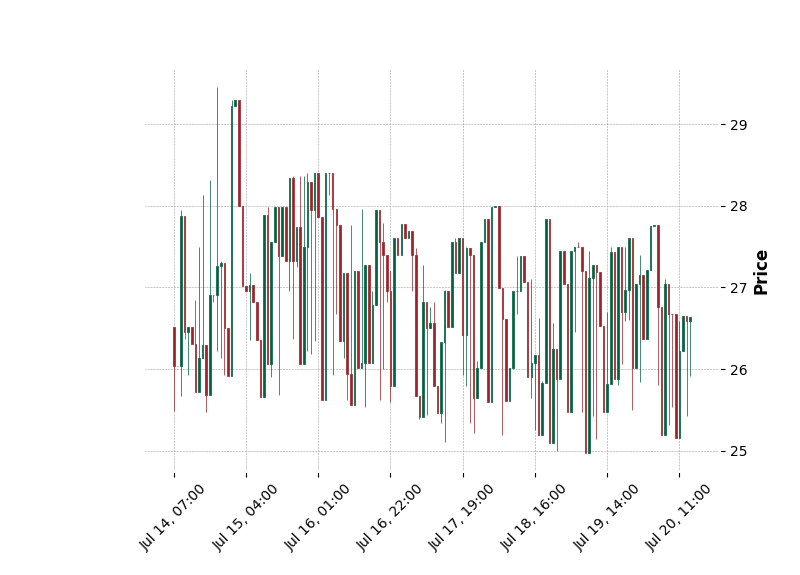 29
28
27
26
25
Price
Jul 14, 07:00
Jul 15, 04:00
Jul 16, 01:00
Jul 16, 22:00
Jul 17, 19:00
Jul 18, 16:00
Jul 19, 14:00
Jul 20, 11:00